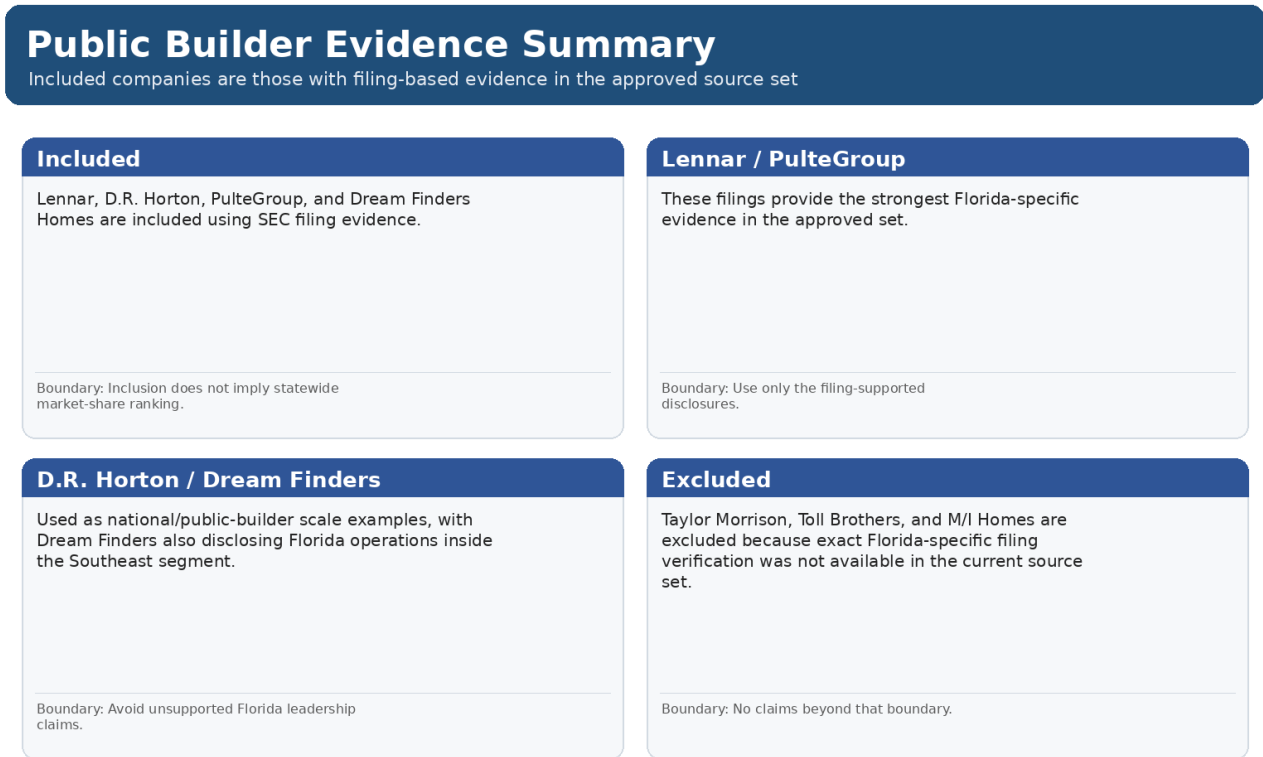 Public Builder Evidence Summary
Included companies are those with filing-based evidence in the approved source set
Included
Lennar, D.R. Horton, PulteGroup, and Dream Finders
Homes are included using SEC filing evidence.
Boundary: Inclusion does not imply statewide
market-share ranking.
Lennar / PulteGroup
These filings provide the strongest Florida-specific
evidence in the approved set.
Boundary: Use only the filing-supported
disclosures.
D.R. Horton / Dream Finders
Used as national/public-builder scale examples, with
Dream Finders also disclosing Florida operations inside
the Southeast segment.
Boundary: Avoid unsupported Florida leadership
claims.
Excluded
Taylor Morrison, Toll Brothers, and M/I Homes are
excluded because exact Florida-specific filing
verification was not available in the current source
set.
Boundary: No claims beyond that boundary.